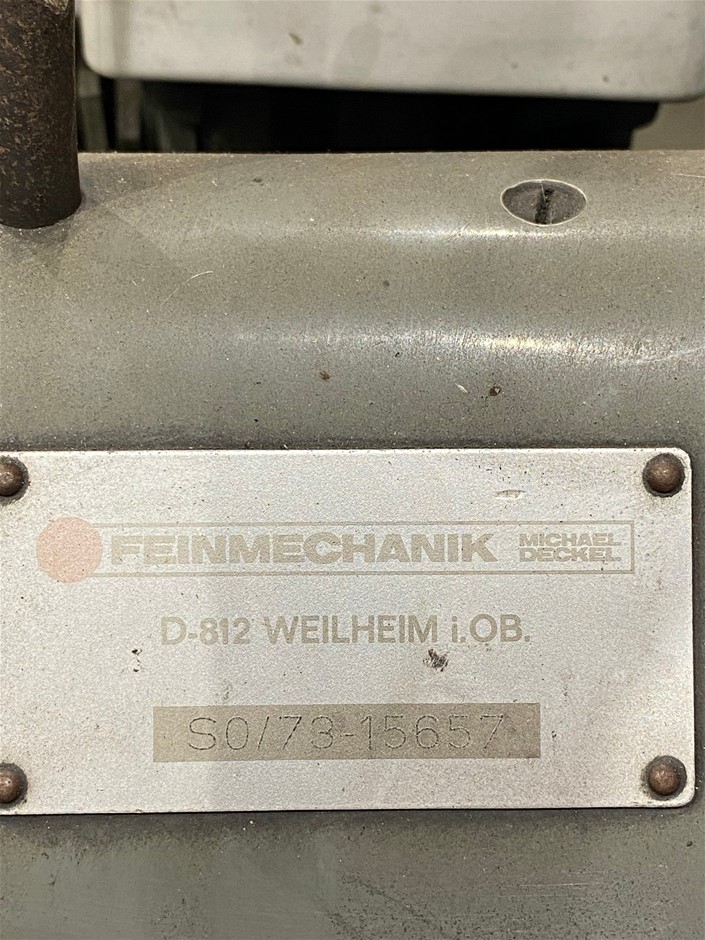 FEINMECHANIK MICHAEL DECKEL
D-812 WEILHEIM i.OB.
S0/73-15657